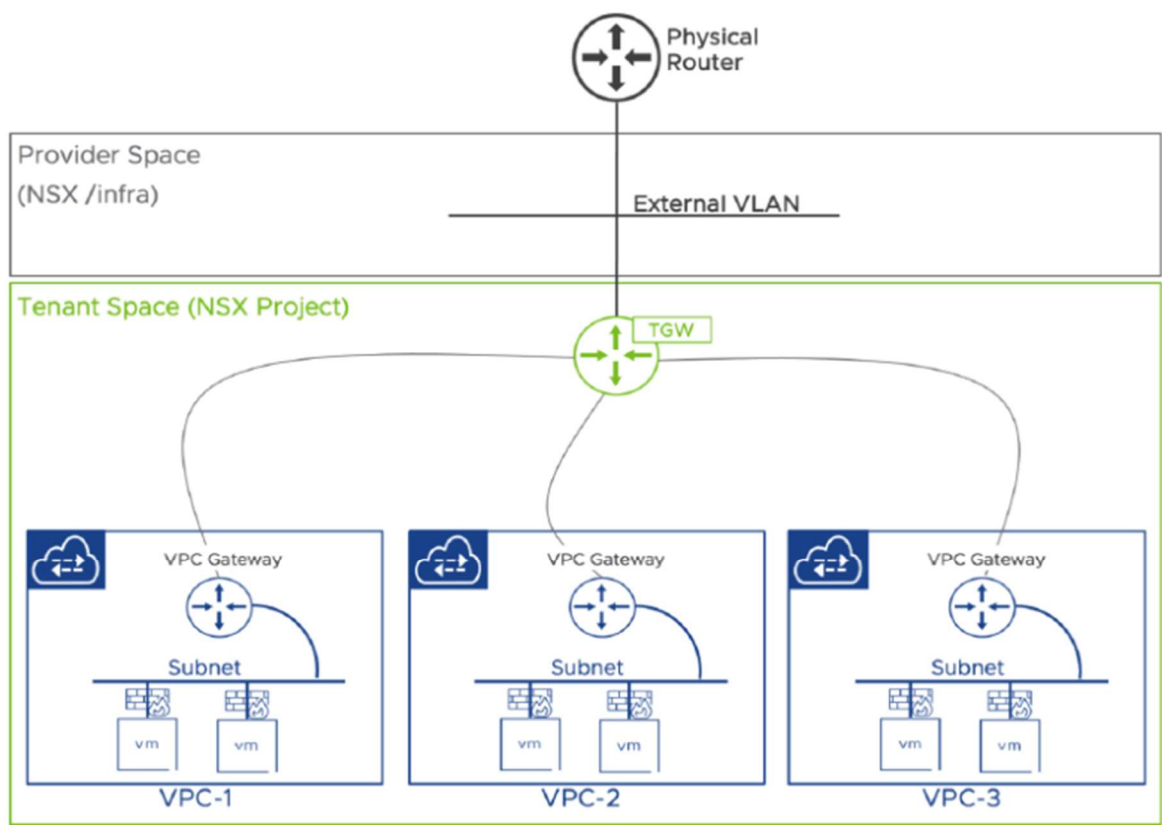 Physical
Router
Provider Space
(NSX /infra)
External VLAN
Tenant Space (NSX Project)
TGW
VPC Gateway
VPC Gateway
VPC Gateway
Subnet
Subnet
Subnet
vm
vm
vm
vm
vm
vm
VPC-1
VPC-2
VPC-3